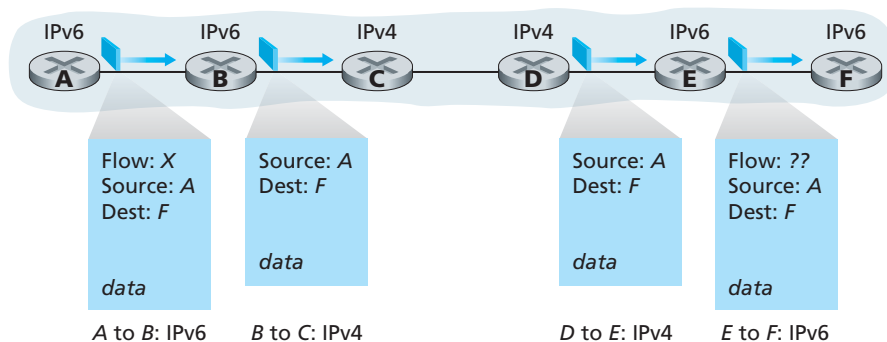 IPv6 IPv6 IPv4 IPv4 IPv6 IPv6
A B C D E F
Flow: X
Source: A
Dest: F
data
Source: A
Dest: F
data
Source: A
Dest: F
data
Flow: ??
Source: A
Dest: F
data
A to B: IPv6 B to C: IPv4 D to E: IPv4 E to F: IPv6